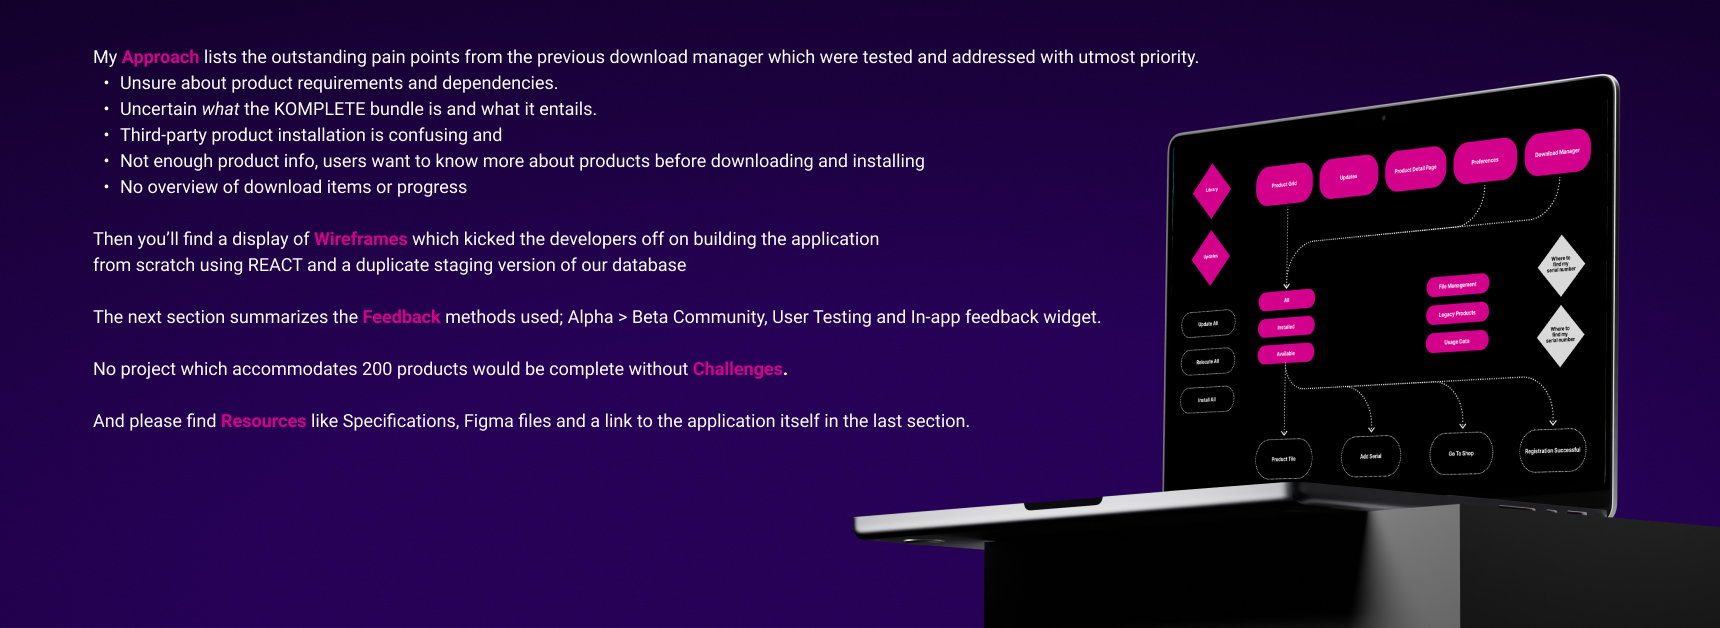 My Approach lists the outstanding pain points from the previous download manager which were tested and addressed with utmost priority.
• Unsure about product requirements and dependencies.
• Uncertain what the KOMPLETE bundle is and what it entails.
• Third-party product installation is confusing and
• Not enough product info, users want to know more about products before downloading and installing
• No overview of download items or progress
Then you’ll find a display of Wireframes which kicked the developers off on building the application
from scratch using REACT and a duplicate staging version of our database
The next section summarizes the Feedback methods used; Alpha > Beta Community, User Testing and In-app feedback widget.
No project which accommodates 200 products would be complete without Challenges.
And please find Resources like Specifications, Figma files and a link to the application itself in the last section.
Library
Product Grid
Updates
Product Detail Page
Preferences
Download Manager
Updates
Where to
find my
serial number
All
Installed
Available
File Management
Legacy Products
Usage Data
Where to
find my
serial number
Update All
Relocate All
Install All
Product Tile
Add Serial
Go To Shop
Registration Successful